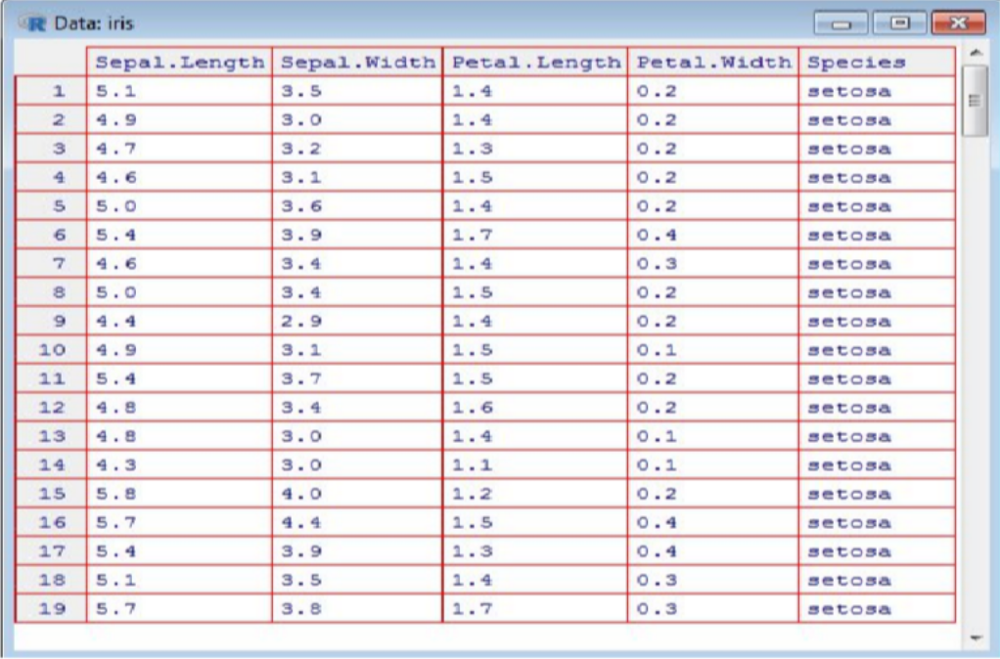 R Data: iris
Sepal.Length Sepal.Width Petal.Length Petal.Width Species
1 5.1 3.5 1.4 0.2 setosa
2 4.9 3.0 1.4 0.2 setosa
3 4.7 3.2 1.3 0.2 setosa
4 4.6 3.1 1.5 0.2 setosa
5 5.0 3.6 1.4 0.2 setosa
6 5.4 3.9 1.7 0.4 setosa
7 4.6 3.4 1.4 0.3 setosa
8 5.0 3.4 1.5 0.2 setosa
9 4.4 2.9 1.4 0.2 setosa
10 4.9 3.1 1.5 0.1 setosa
11 5.4 3.7 1.5 0.2 setosa
12 4.8 3.4 1.6 0.2 setosa
13 4.8 3.0 1.4 0.1 setosa
14 4.3 3.0 1.1 0.1 setosa
15 5.8 4.0 1.2 0.2 setosa
16 5.7 4.4 1.5 0.4 setosa
17 5.4 3.9 1.3 0.4 setosa
18 5.1 3.5 1.4 0.3 setosa
19 5.7 3.8 1.7 0.3 setosa